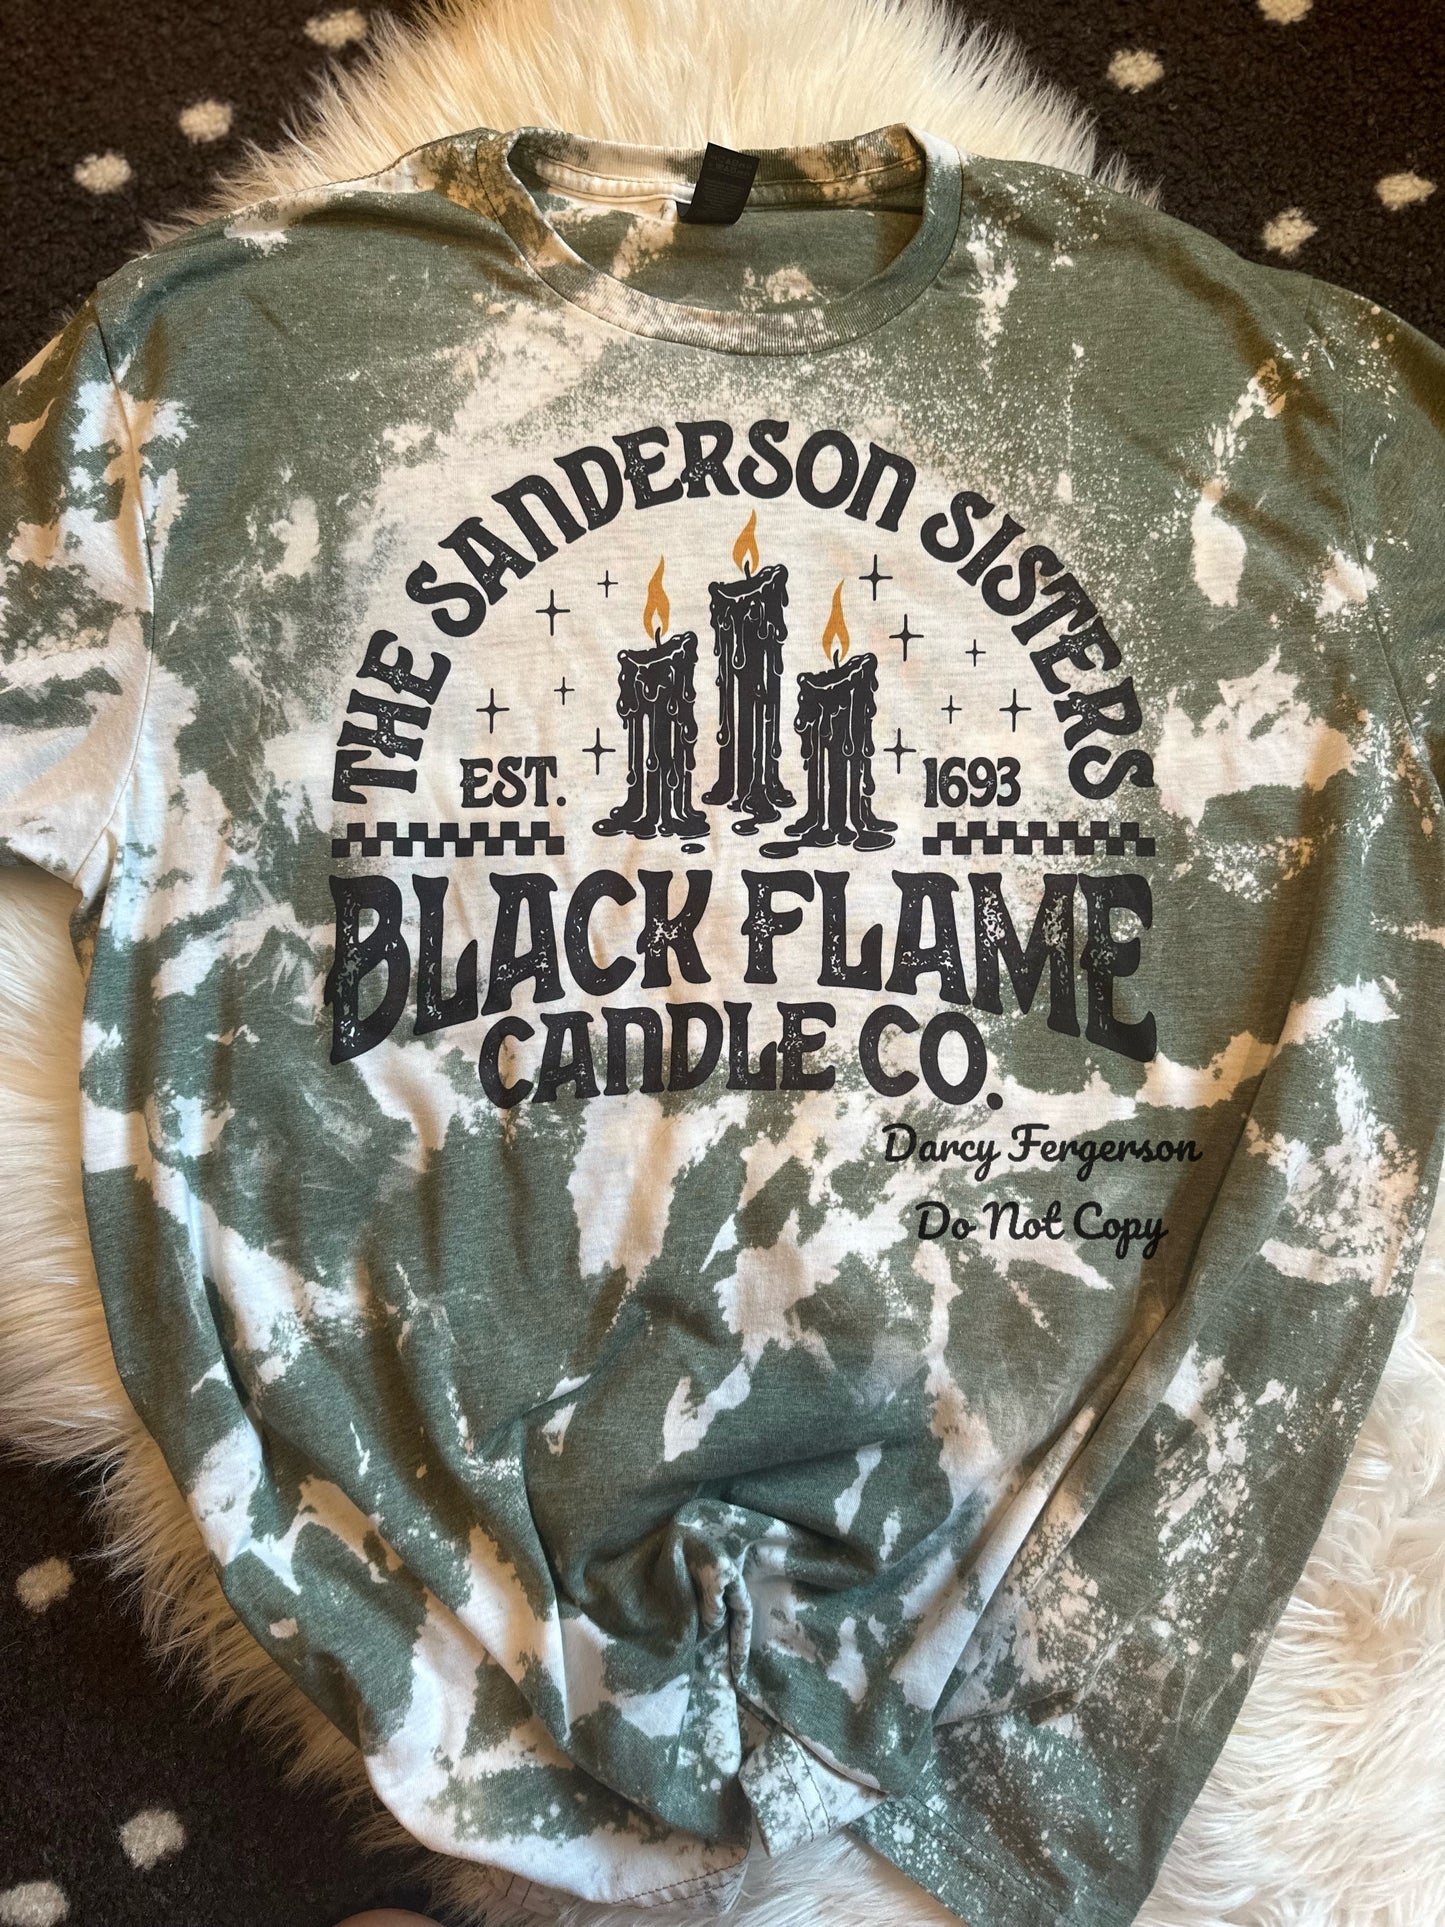 THE SANDERSON SISTERS
EST. 1693
BLACK FLAME
CANDLE CO.
Darcy Fergerson
Do Not Copy